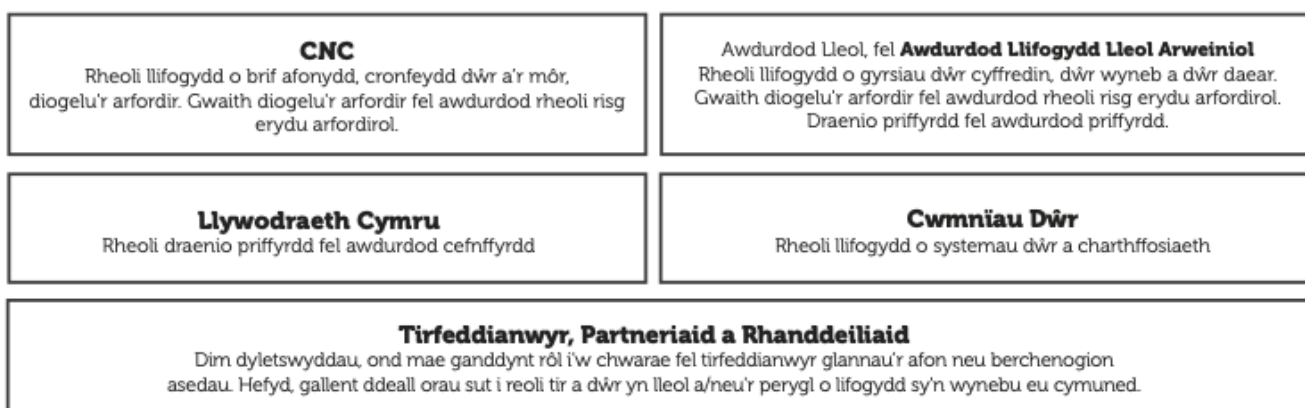 CNC
Rheoli llifogydd o brif afonydd, cronfeydd dŵr a'r môr,
diogelu'r arfordir. Gwaith diogelu'r arfordir fel awdurdod rheoli risg
erydu arfordirol.
Awdurdod Lleol, fel Awdurdod Llifogydd Lleol Arweiniol
Rheoli llifogydd o gyrsiau dŵr cyffredin, dŵr wyneb a dŵr daear.
Gwaith diogelu'r arfordir fel awdurdod rheoli risg erydu arfordirol.
Draenio priffyrdd fel awdurdod priffyrdd.
Llywodraeth Cymru
Rheoli draenio priffyrdd fel awdurdod cefnffyrdd
Cwmnïau Dŵr
Rheoli llifogydd o systemau dŵr a charthffosiaeth
Tirfeddianwyr, Partneriaid a Rhanddeiliaid
Dim dyletswyddau, ond mae ganddynt rôl i'w chwarae fel tirfeddianwyr glannau'r afon neu berchenogion
asedau. Hefyd, gallent ddeall orau sut i reoli tir a dŵr yn lleol a/neu'r perygl o lifogydd sy'n wynebu eu cymuned.